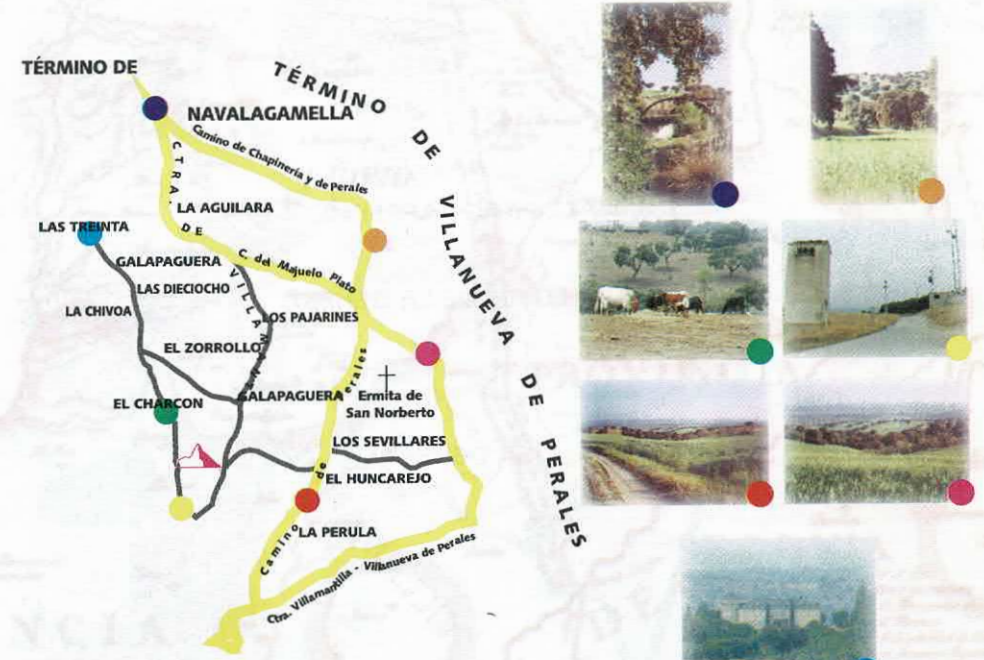 TÉRMINO DE
NAVALAGAMELLA
TÉRMINO DE VILLANUEVA DE PERALES
Camino de Chapinería y de Perales
CTRA. DE VILLAMANTA
LA AGUILARA
LAS TREINTA
C. del Majuelo Plato
GALAPAGUERA
LAS DIECIOCHO
LA CHIVOA
LOS PAJARINES
EL ZORROLLO
GALAPAGUERA
Ermita de
San Norberto
EL CHARCON
LOS SEVILLARES
EL HUNCAREJO
LA PERULA
Camino de Perales
Ctra. Villamantilla - Villanueva de Perales